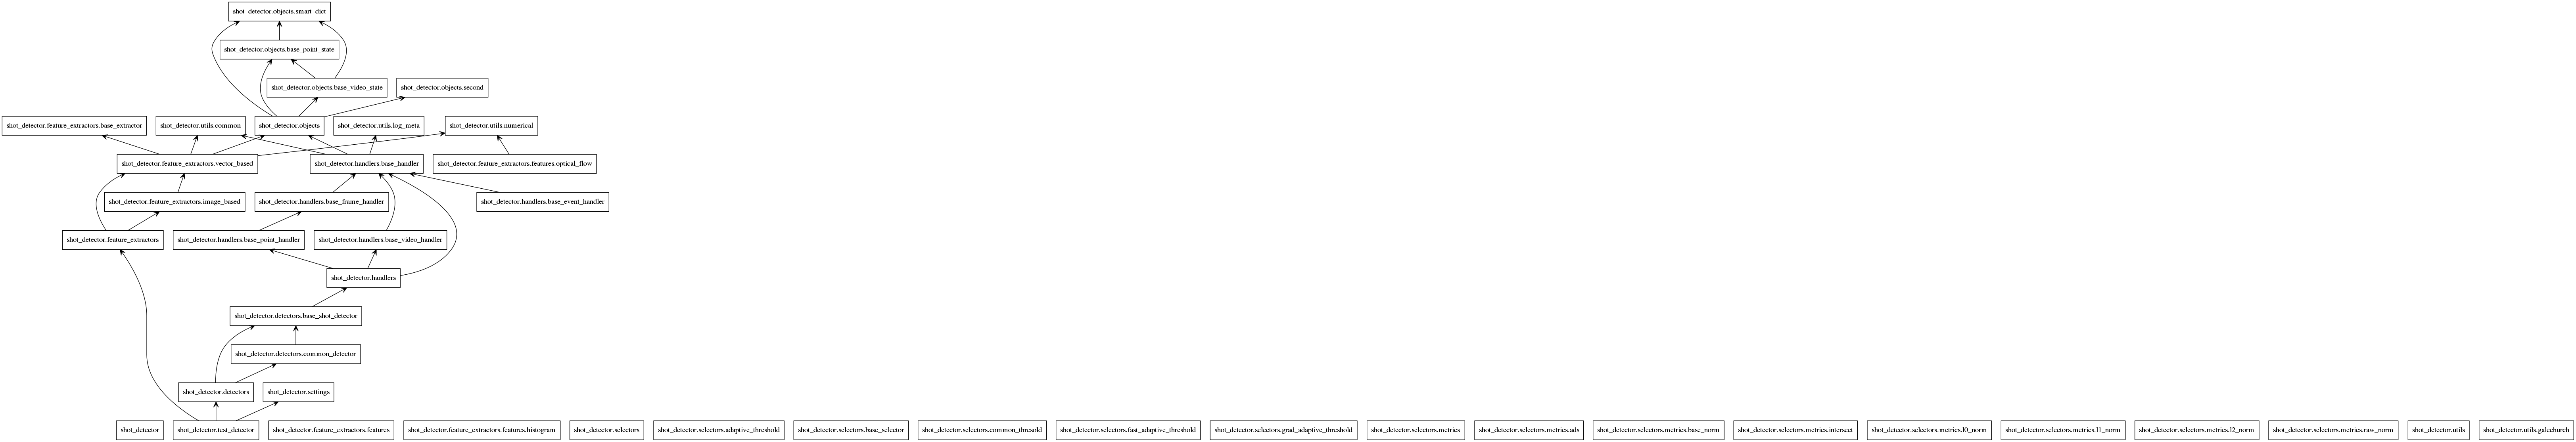 shot_detector.objects.smart_dict
shot_detector.objects.base_point_state
shot_detector.objects.base_video_state
shot_detector.objects.second
shot_detector.feature_extractors.base_extractor
shot_detector.utils.common
shot_detector.objects
shot_detector.utils.log_meta
shot_detector.utils.numerical
shot_detector.feature_extractors.vector_based
shot_detector.handlers.base_handler
shot_detector.feature_extractors.features.optical_flow
shot_detector.feature_extractors.image_based
shot_detector.handlers.base_frame_handler
shot_detector.handlers.base_event_handler
shot_detector.feature_extractors
shot_detector.handlers.base_point_handler
shot_detector.handlers.base_video_handler
shot_detector.handlers
shot_detector.detectors.base_shot_detector
shot_detector.detectors.common_detector
shot_detector.detectors
shot_detector.settings
shot_detector
shot_detector.test_detector
shot_detector.feature_extractors.features
shot_detector.feature_extractors.features.histogram
shot_detector.selectors
shot_detector.selectors.adaptive_threshold
shot_detector.selectors.base_selector
shot_detector.selectors.common_thresold
shot_detector.selectors.fast_adaptive_threshold
shot_detector.selectors.grad_adaptive_threshold
shot_detector.selectors.metrics
shot_detector.selectors.metrics.ads
shot_detector.selectors.metrics.base_norm
shot_detector.selectors.metrics.intersect
shot_detector.selectors.metrics.l0_norm
shot_detector.selectors.metrics.l1_norm
shot_detector.selectors.metrics.l2_norm
shot_detector.selectors.metrics.raw_norm
shot_detector.utils
shot_detector.utils.galechurch